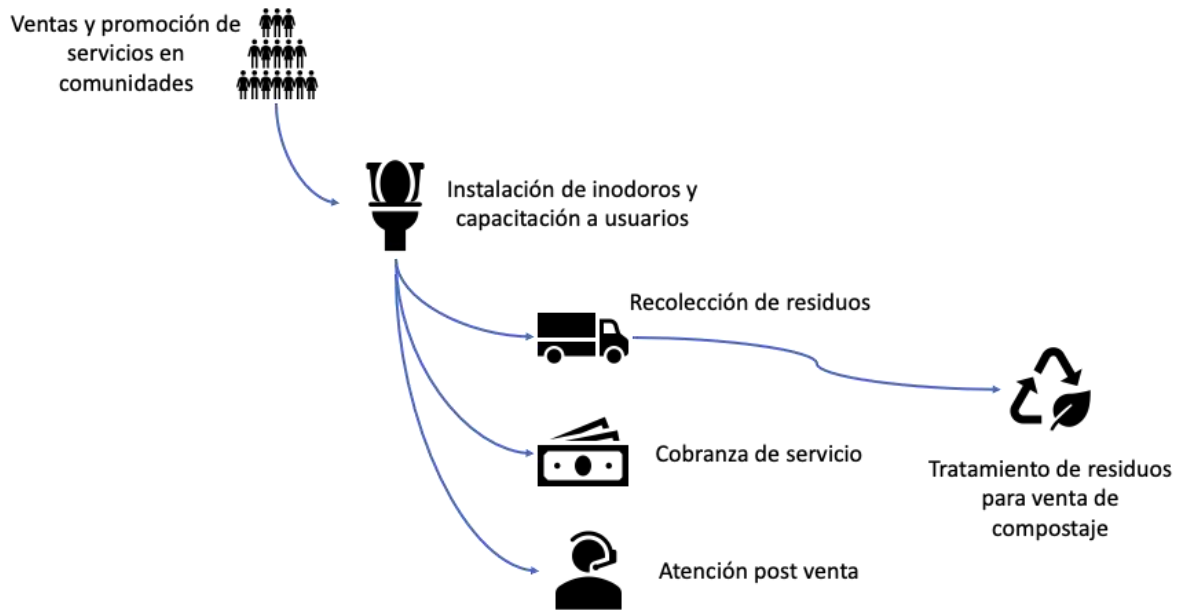 Ventas y promoción de
servicios en
comunidades
Instalación de inodoros y
capacitación a usuarios
Recolección de residuos
Cobranza de servicio
Tratamiento de residuos
para venta de
compostaje
Atención post venta